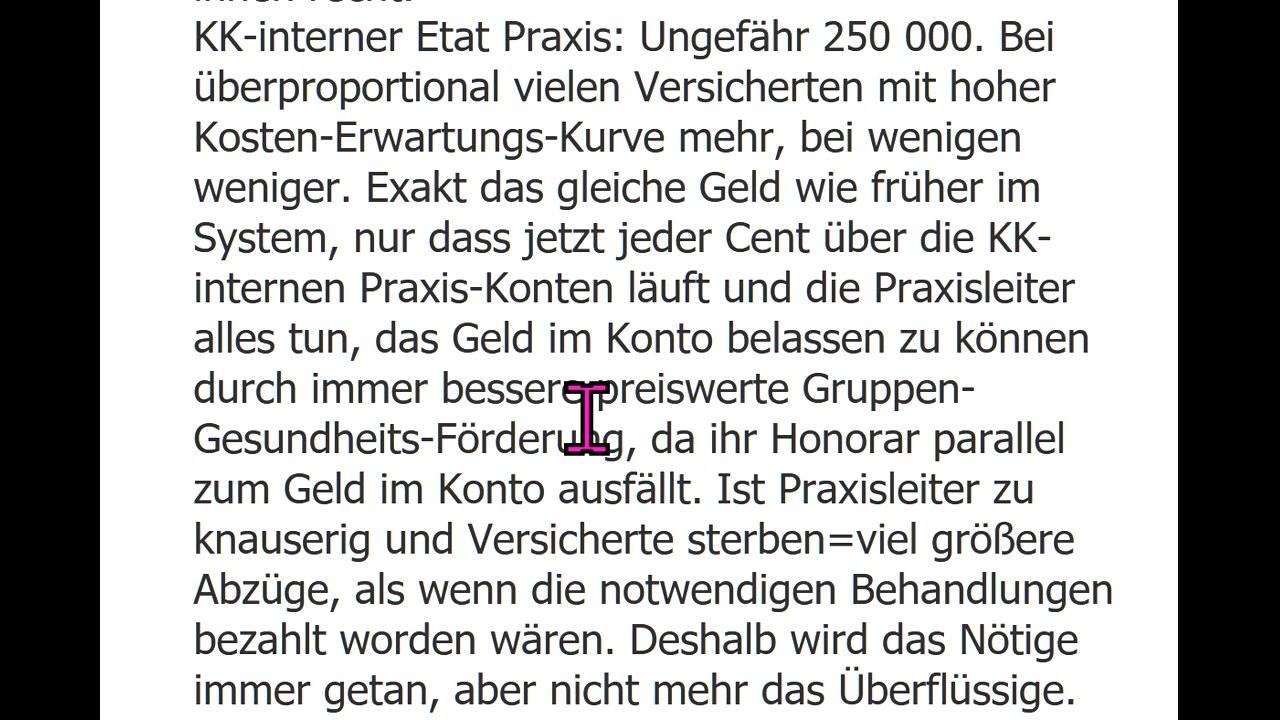 KK-interner Etat Praxis: Ungefähr 250 000. Bei
überproportional vielen Versicherten mit hoher
Kosten-Erwartungs-Kurve mehr, bei wenigen
weniger. Exakt das gleiche Geld wie früher im
System, nur dass jetzt jeder Cent über die KK-
internen Praxis-Konten läuft und die Praxisleiter
alles tun, das Geld im Konto belassen zu können
durch immer bessere preiswerte Gruppen-
Gesundheits-Förderung, da ihr Honorar parallel
zum Geld im Konto ausfällt. Ist Praxisleiter zu
knauserig und Versicherte sterben=viel größere
Abzüge, als wenn die notwendigen Behandlungen
bezahlt worden wären. Deshalb wird das Nötige
immer getan, aber nicht mehr das Überflüssige.